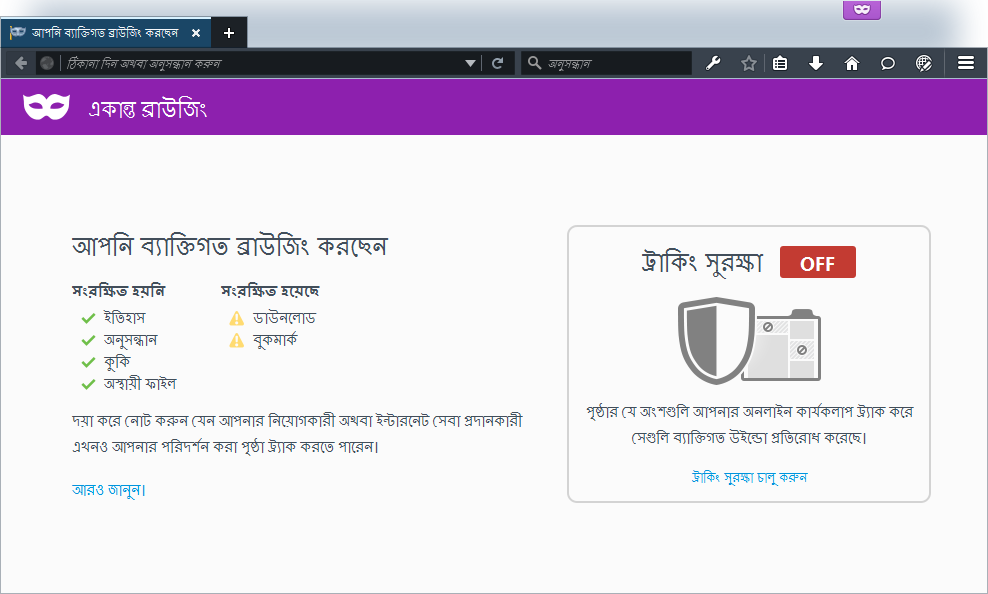 আপনি ব্যাক্তিগত ব্রাউজিং করছেন
ঠিকানা দিন অথবা অনুসন্ধান করুন
অনুসন্ধান
একান্ত ব্রাউজিং
আপনি ব্যাক্তিগত ব্রাউজিং করছেন
সংরক্ষিত হয়নি
সংরক্ষিত হয়েছে
ইতিহাস
ডাউনলোড
অনুসন্ধান
বুকমার্ক
কুকি
অস্থায়ী ফাইল
দয়া করে নোট করুন যেন আপনার নিয়োগকারী অথবা ইন্টারনেট সেবা প্রদানকারী
এখনও আপনার পরিদর্শন করা পৃষ্ঠা ট্র্যাক করতে পারেন।
আরও জানুন।
ট্রাকিং সুরক্ষা OFF
পৃষ্ঠার যে অংশগুলি আপনার অনলাইন কার্যকলাপ ট্র্যাক করে
সেগুলি ব্যাক্তিগত উইন্ডো প্রতিরোধ করেছে।
ট্রাকিং সুরক্ষা চালু করুন